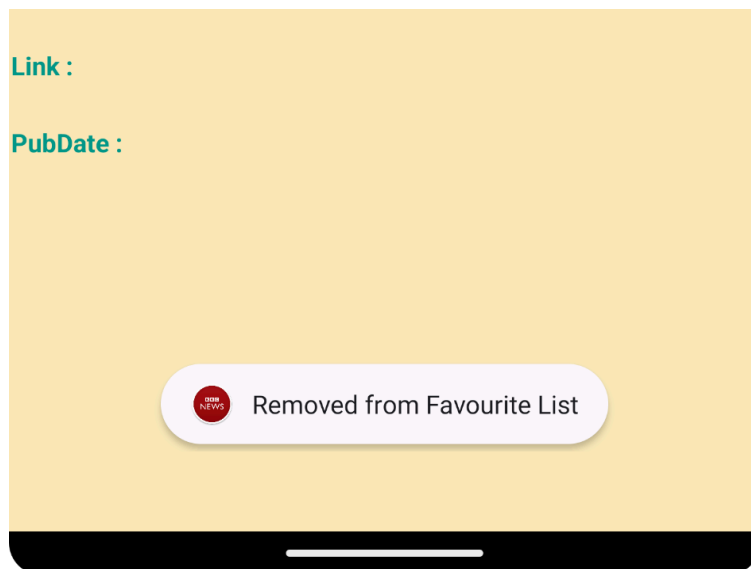 Link :
PubDate :
BBC
NEWS
Removed from Favourite List